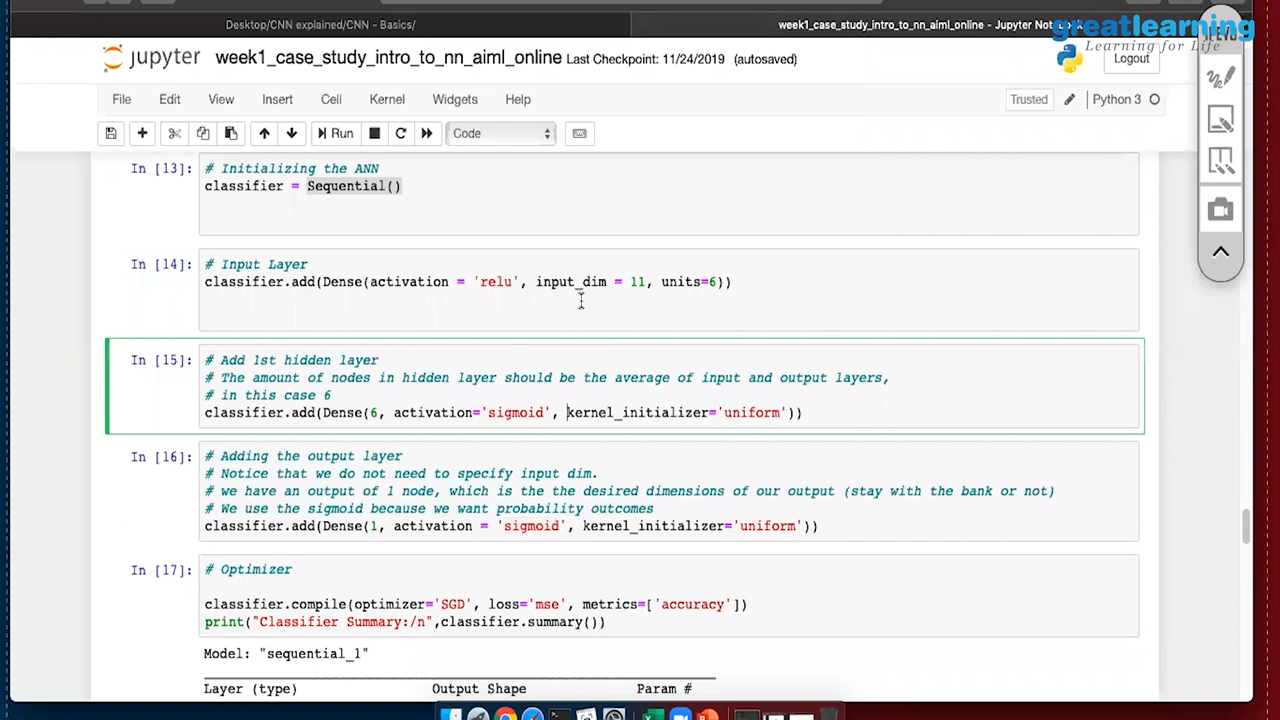 Desktop/CNN explained/CNN - Basics/
week1_case_study_intro_to_nn_aiml_online - Jupyter Notebook
greatlearning
Learning for Life
jupyter week1_case_study_intro_to_nn_aiml_online Last Checkpoint: 11/24/2019 (autosaved)
Logout
File Edit View Insert Cell Kernel Widgets Help
Trusted Python 3
Run Code
In [13]: # Initializing the ANN
classifier = Sequential()
In [14]: # Input Layer
classifier.add(Dense(activation = 'relu', input_dim = 11, units=6))
In [15]: # Add 1st hidden layer
# The amount of nodes in hidden layer should be the average of input and output layers,
# in this case 6
classifier.add(Dense(6, activation='sigmoid', kernel_initializer='uniform'))
In [16]: # Adding the output layer
# Notice that we do not need to specify input dim.
# we have an output of 1 node, which is the the desired dimensions of our output (stay with the bank or not)
# We use the sigmoid because we want probability outcomes
classifier.add(Dense(1, activation = 'sigmoid', kernel_initializer='uniform'))
In [17]: # Optimizer
classifier.compile(optimizer='SGD', loss='mse', metrics=['accuracy'])
print("Classifier Summary:/n",classifier.summary())
Model: "sequential_1"
Layer (type) Output Shape Param #